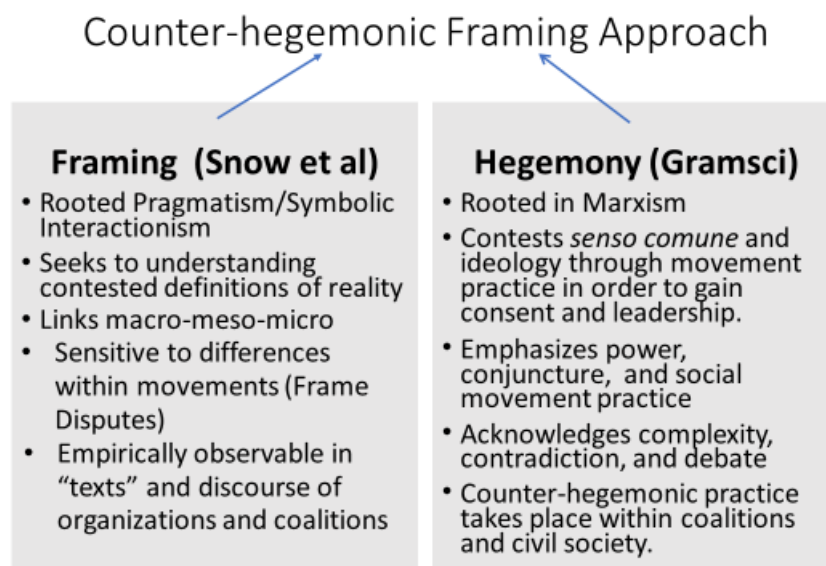 Counter-hegemonic Framing Approach
Framing (Snow et al)
• Rooted Pragmatism/Symbolic
Interactionism
• Seeks to understanding
contested definitions of reality
• Links macro-meso-micro
• Sensitive to differences
within movements (Frame
Disputes)
• Empirically observable in
“texts” and discourse of
organizations and coalitions
Hegemony (Gramsci)
• Rooted in Marxism
• Contests senso comune and
ideology through movement
practice in order to gain
consent and leadership.
• Emphasizes power,
conjuncture, and social
movement practice
• Acknowledges complexity,
contradiction, and debate
• Counter-hegemonic practice
takes place within coalitions
and civil society.